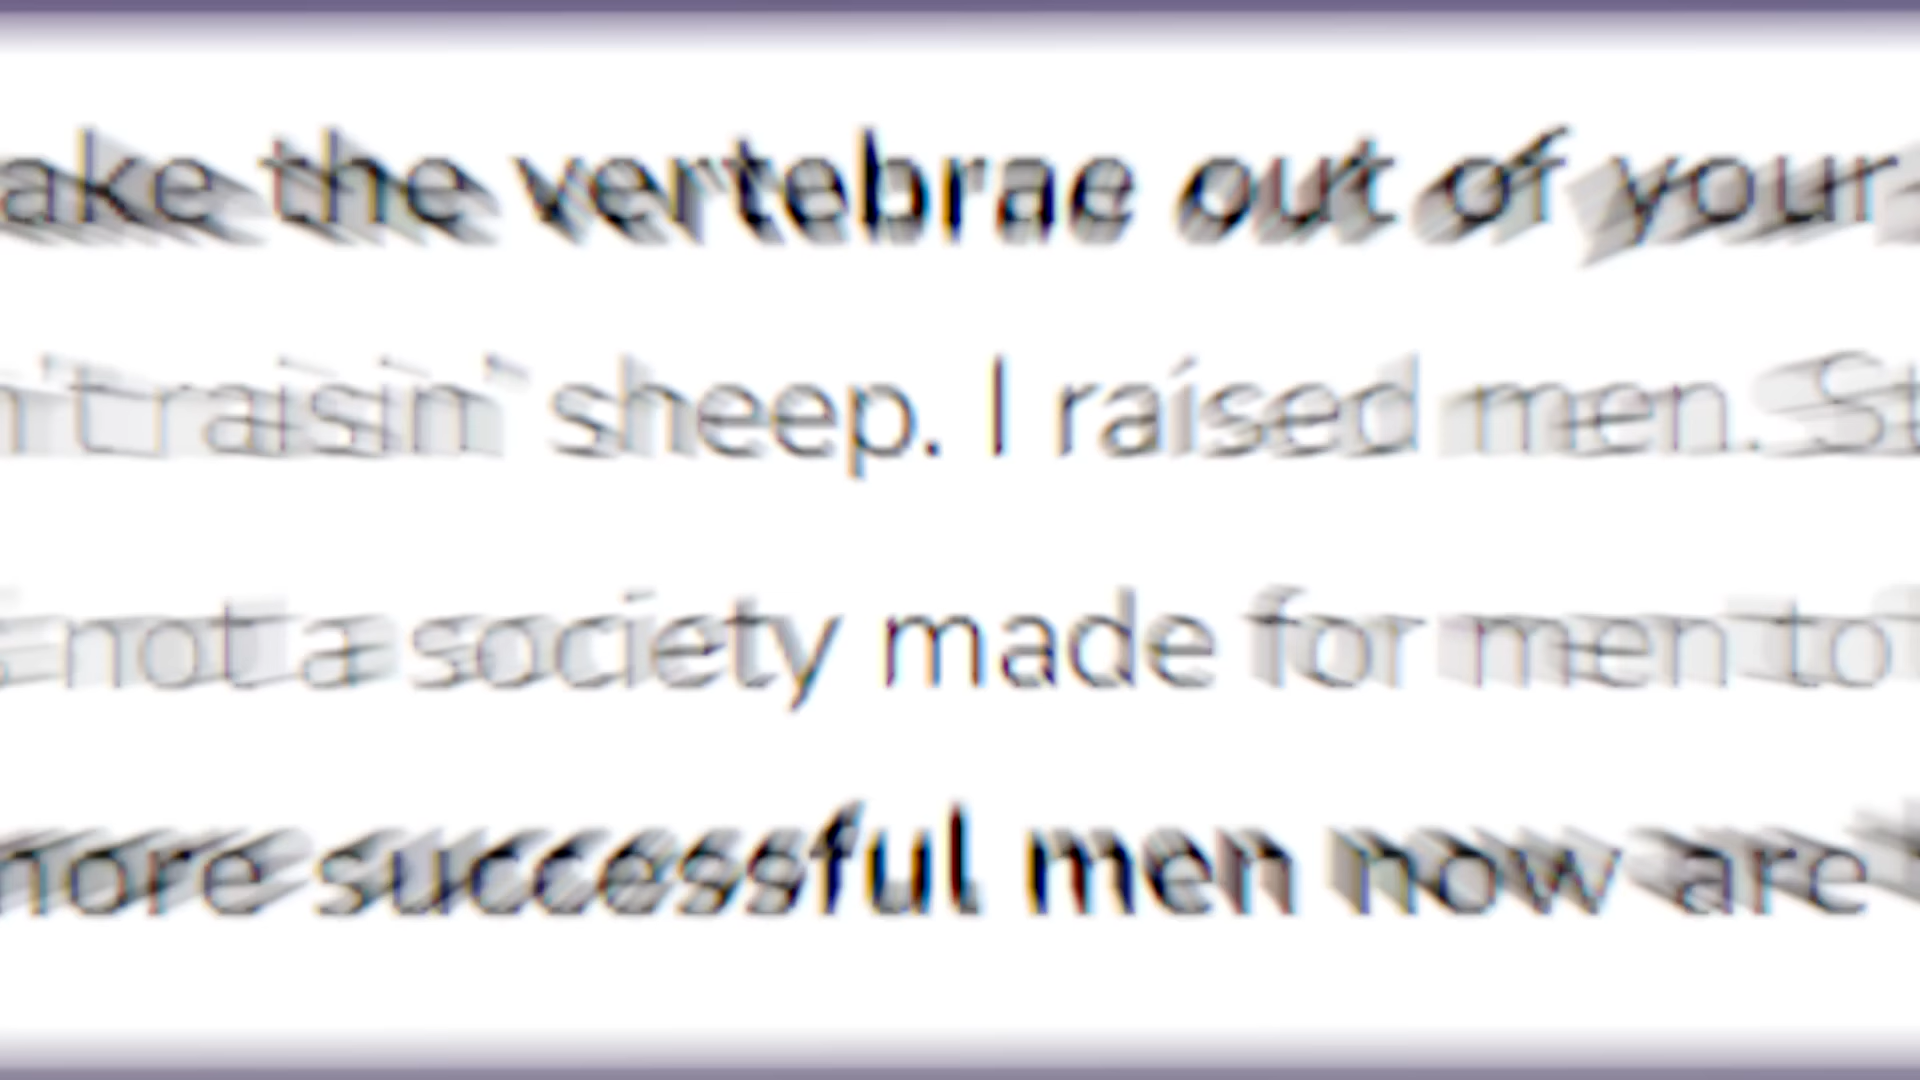 ake the vertebrae out of your
n't raisin' sheep. I raised men. St
not a society made for men to
more successful men now are